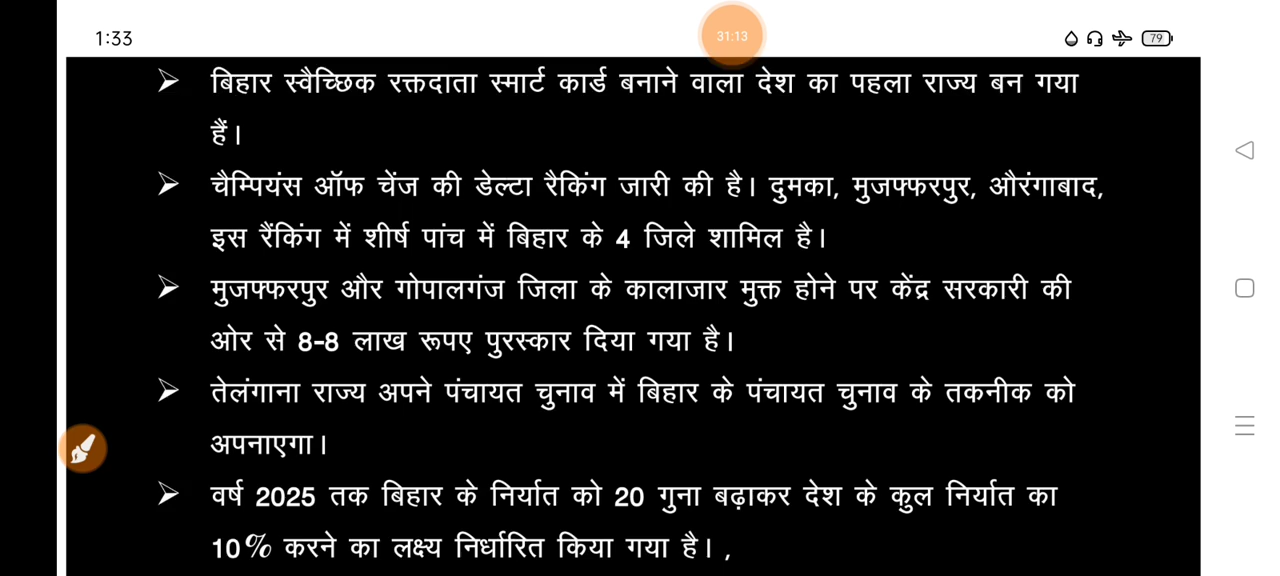 1:33
31:13
79
➢ बिहार स्वैच्छिक रक्तदाता स्मार्ट कार्ड बनाने वाला देश का पहला राज्य बन गया
हैं।
➢ चैम्पियंस ऑफ चेंज की डेल्टा रैकिंग जारी की है। दुमका, मुजफ्फरपुर, औरंगाबाद,
इस रैंकिंग में शीर्ष पांच में बिहार के 4 जिले शामिल है।
➢ मुजफ्फरपुर और गोपालगंज जिला के कालाजार मुक्त होने पर केंद्र सरकारी की
ओर से 8-8 लाख रूपए पुरस्कार दिया गया है।
➢ तेलंगाना राज्य अपने पंचायत चुनाव में बिहार के पंचायत चुनाव के तकनीक को
अपनाएगा।
➢ वर्ष 2025 तक बिहार के निर्यात को 20 गुना बढ़ाकर देश के कुल निर्यात का
10% करने का लक्ष्य निर्धारित किया गया है। ,